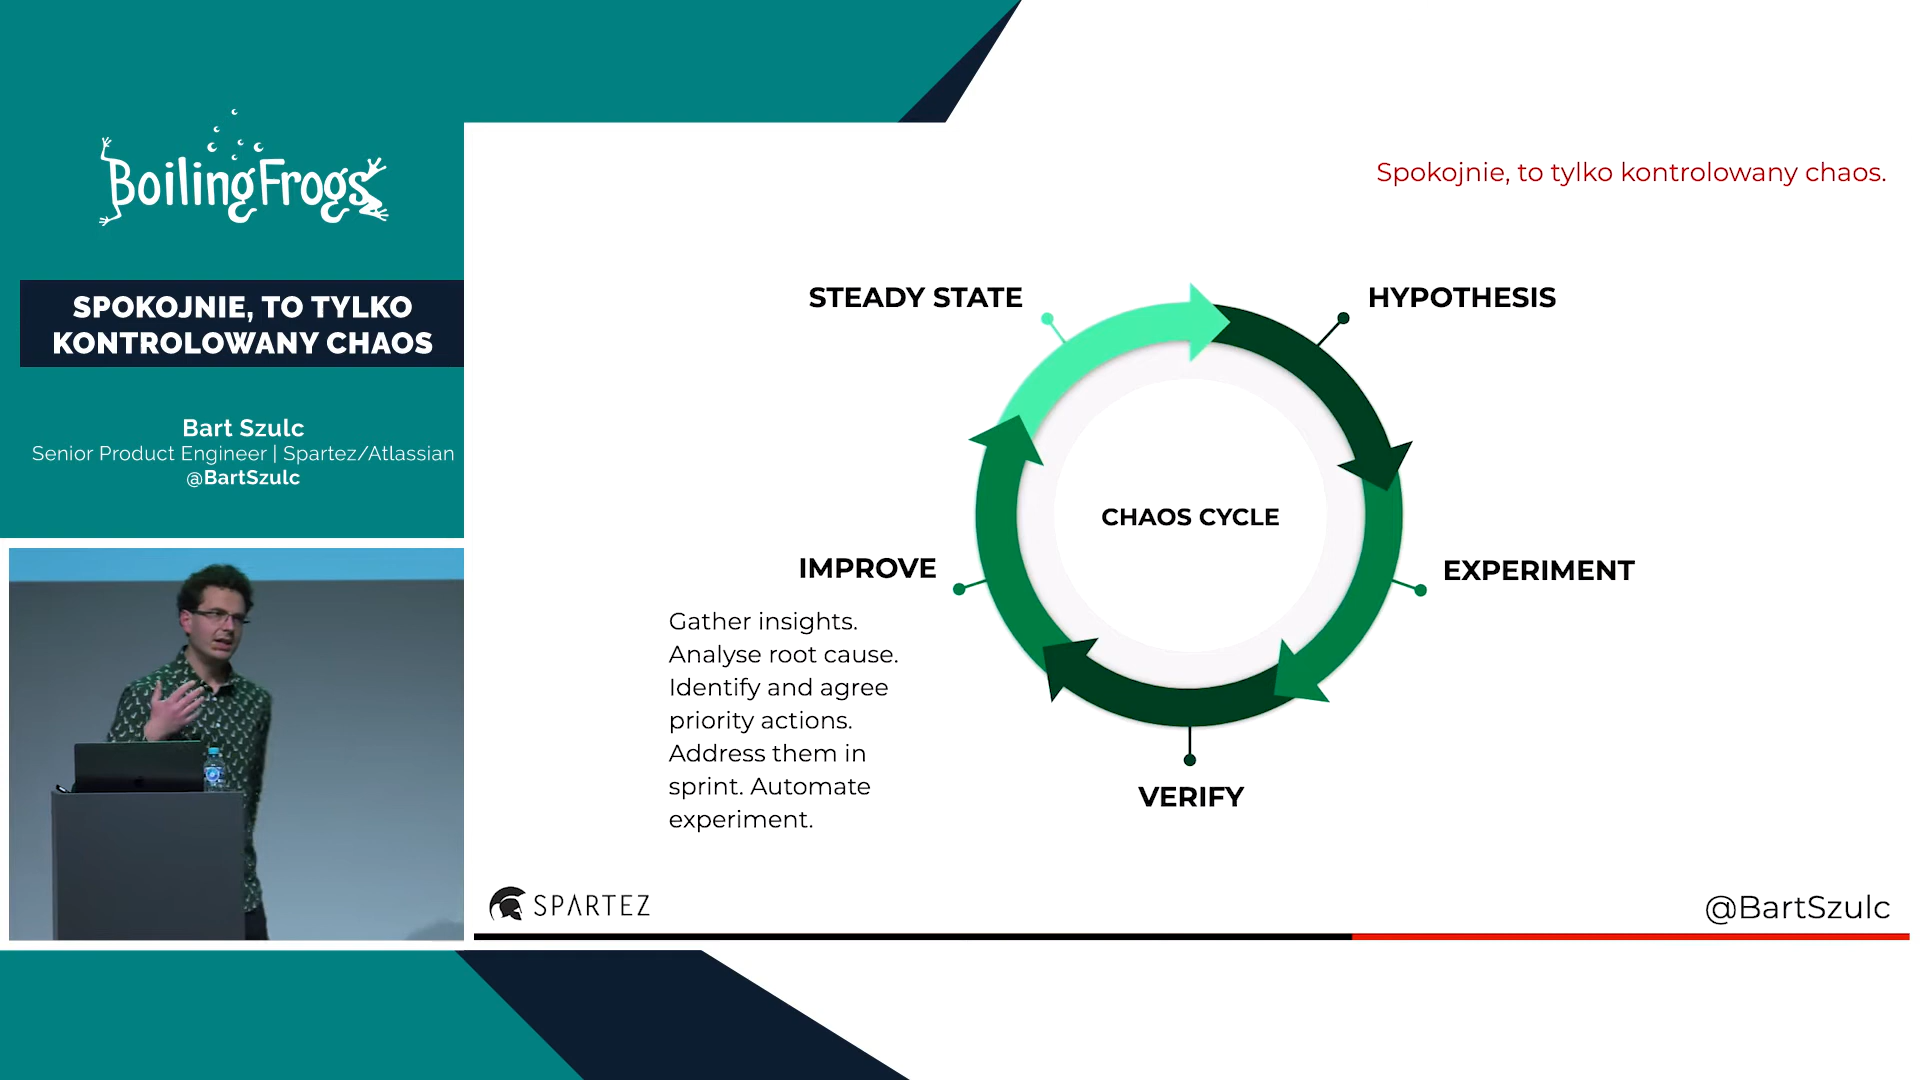 BoilingFrogs
SPOKOJNIE, TO TYLKO
KONTROLOWANY CHAOS
Bart Szulc
Senior Product Engineer | Spartez/Atlassian
@BartSzulc
Spokojnie, to tylko kontrolowany chaos.
STEADY STATE
HYPOTHESIS
CHAOS CYCLE
IMPROVE
EXPERIMENT
Gather insights.
Analyse root cause.
Identify and agree
priority actions.
Address them in
sprint. Automate
experiment.
VERIFY
SPARTEZ
@BartSzulc